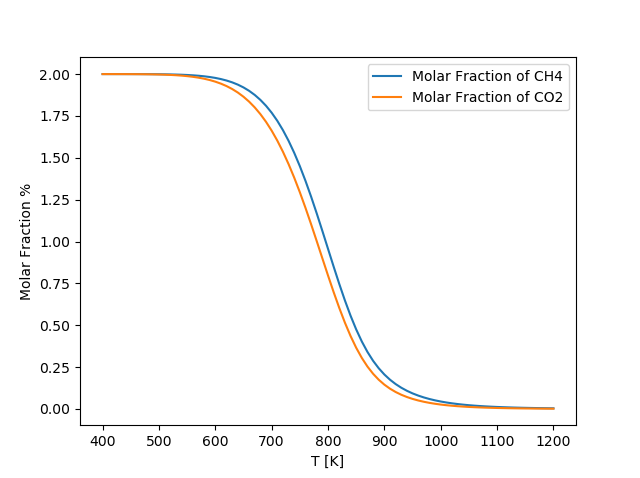 Molar Fraction of CH4
Molar Fraction of CO2
Molar Fraction %
2.00
1.75
1.50
1.25
1.00
0.75
0.50
0.25
0.00
400 500 600 700 800 900 1000 1100 1200
T [K]